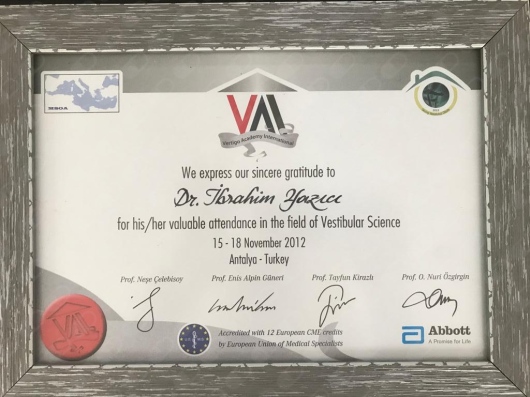 MSOA
VAI
Vertigo Academy International
We express our sincere gratitude to
Dr. İbrahim Yazıcı
for his/her valuable attendance in the field of Vestibular Science
15 - 18 November 2012
Antalya - Turkey
Prof. Neşe Çelebisoy
Prof. Enis Alpin Güneri
Prof. Tayfun Kirazlı
Prof. O. Nuri Özgirgin
VAI
Accredited with 12 European CME credits
by European Union of Medical Specialists
Abbott
A Promise for Life